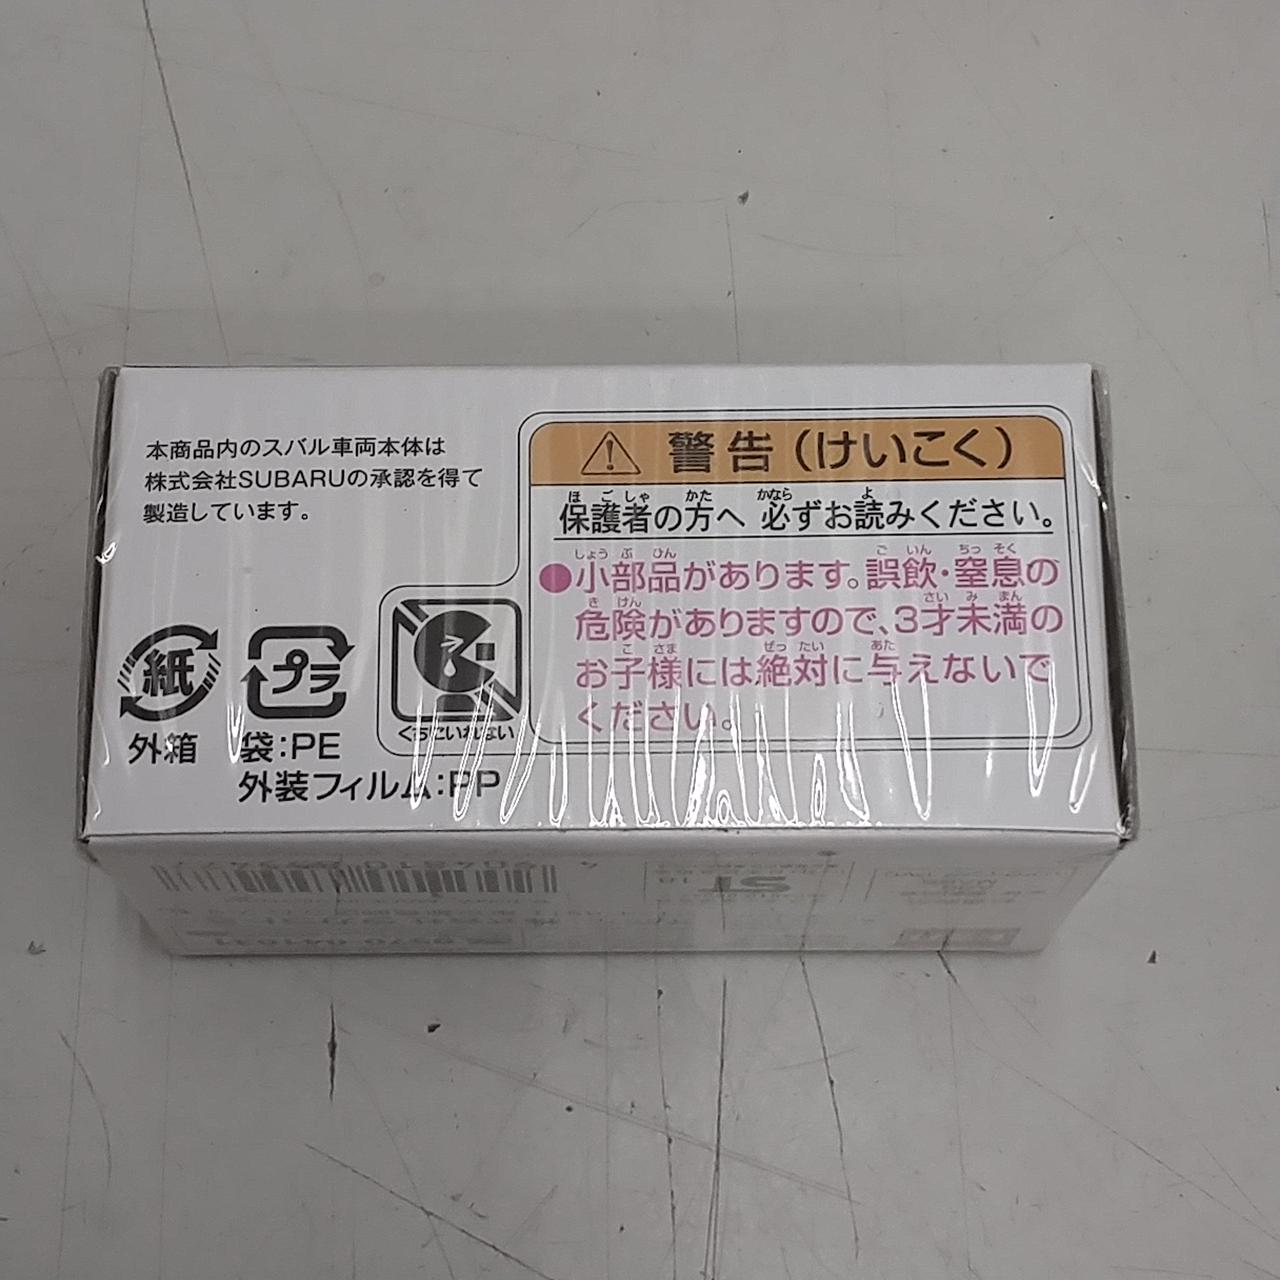 本商品内のスバル車両本体は
株式会社SUBARUの承認を得て
製造しています。
警告（けいこく）
保護者の方へ 必ずお読みください。
●小部品があります。誤飲・窒息の
危険がありますので、3才未満の
お子様には絶対に与えないで
ください。
くちにいれない
紙
プラ
外箱
袋：PE
外装フィルム：PP
ST